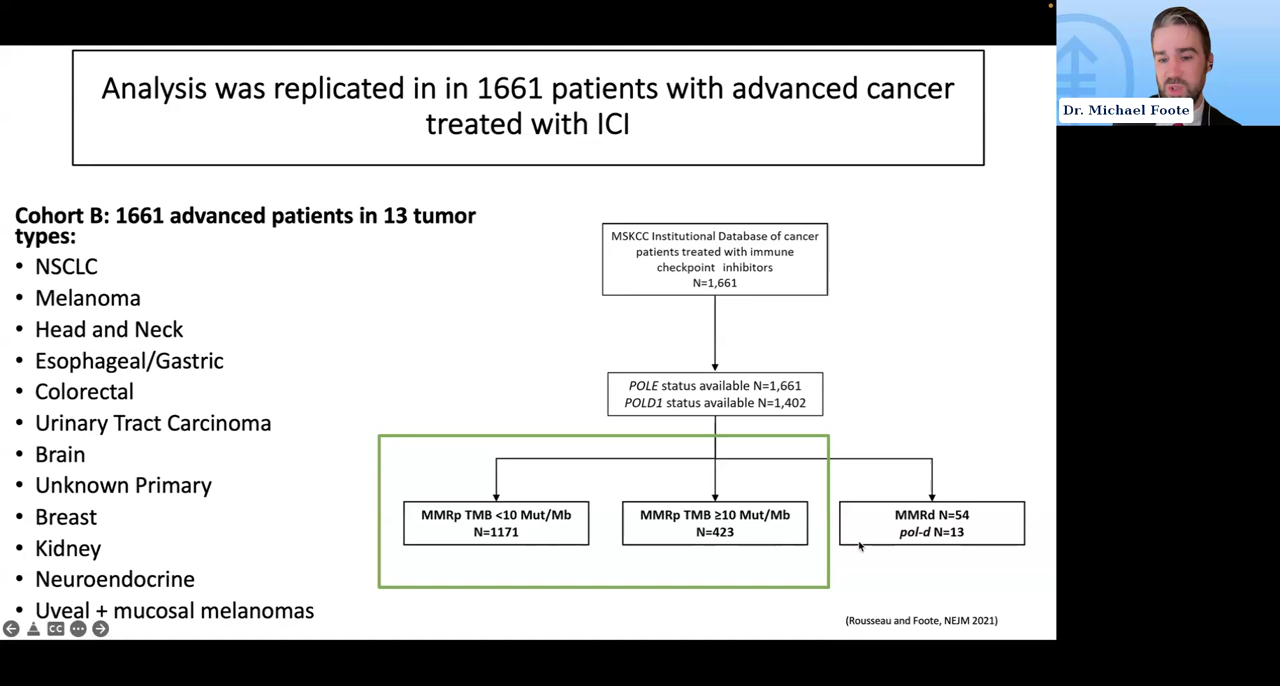 Analysis was replicated in in 1661 patients with advanced cancer
treated with ICI
Dr. Michael Foote
Cohort B: 1661 advanced patients in 13 tumor
types:
• NSCLC
• Melanoma
• Head and Neck
• Esophageal/Gastric
• Colorectal
• Urinary Tract Carcinoma
• Brain
• Unknown Primary
• Breast
• Kidney
• Neuroendocrine
• Uveal + mucosal melanomas
MSKCC Institutional Database of cancer
patients treated with immune
checkpoint inhibitors
N=1,661
POLE status available N=1,661
POLD1 status available N=1,402
MMRp TMB <10 Mut/Mb
N=1171
MMRp TMB ≥10 Mut/Mb
N=423
MMRd N=54
pol-d N=13
(Rousseau and Foote, NEJM 2021)
CC